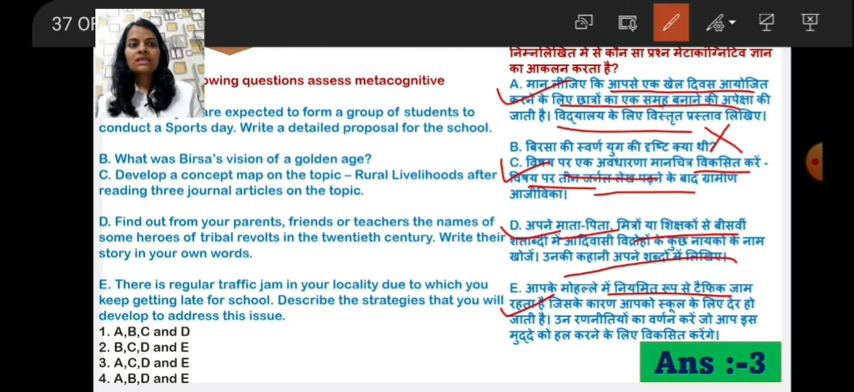 37 OF
owing questions assess metacognitive
are expected to form a group of students to
conduct a Sports day. Write a detailed proposal for the school.
B. What was Birsa's vision of a golden age?
C. Develop a concept map on the topic – Rural Livelihoods after
reading three journal articles on the topic.
D. Find out from your parents, friends or teachers the names of
some heroes of tribal revolts in the twentieth century. Write their
story in your own words.
E. There is regular traffic jam in your locality due to which you
keep getting late for school. Describe the strategies that you will
develop to address this issue.
1. A,B,C and D
2. B,C,D and E
3. A,C,D and E
4. A,B,D and E
निम्नलिखित में से कौन सा प्रश्न मेटाकॉग्निटिव ज्ञान
का आकलन करता है?
A. मान लीजिए कि आपसे एक खेल दिवस आयोजित
करने के लिए छात्रों का एक समूह बनाने की अपेक्षा की
जाती है। विद्यालय के लिए विस्तृत प्रस्ताव लिखिए।
B. बिरसा की स्वर्ण युग की दृष्टि क्या थी?
C. विषय पर एक अवधारणा मानचित्र विकसित करें -
विषय पर तीन जर्नल लेख पढ़ने के बाद ग्रामीण
आजीविका।
D. अपने माता-पिता, मित्रों या शिक्षकों से बीसवीं
शताब्दी में आदिवासी विद्रोहों के कुछ नायकों के नाम
खोजें। उनकी कहानी अपने शब्दों में लिखिए।
E. आपके मोहल्ले में नियमित रूप से ट्रैफिक जाम
रहता है जिसके कारण आपको स्कूल के लिए देर हो
जाती है। उन रणनीतियों का वर्णन करें जो आप इस
मुद्दे को हल करने के लिए विकसित करेंगे।
Ans :-3